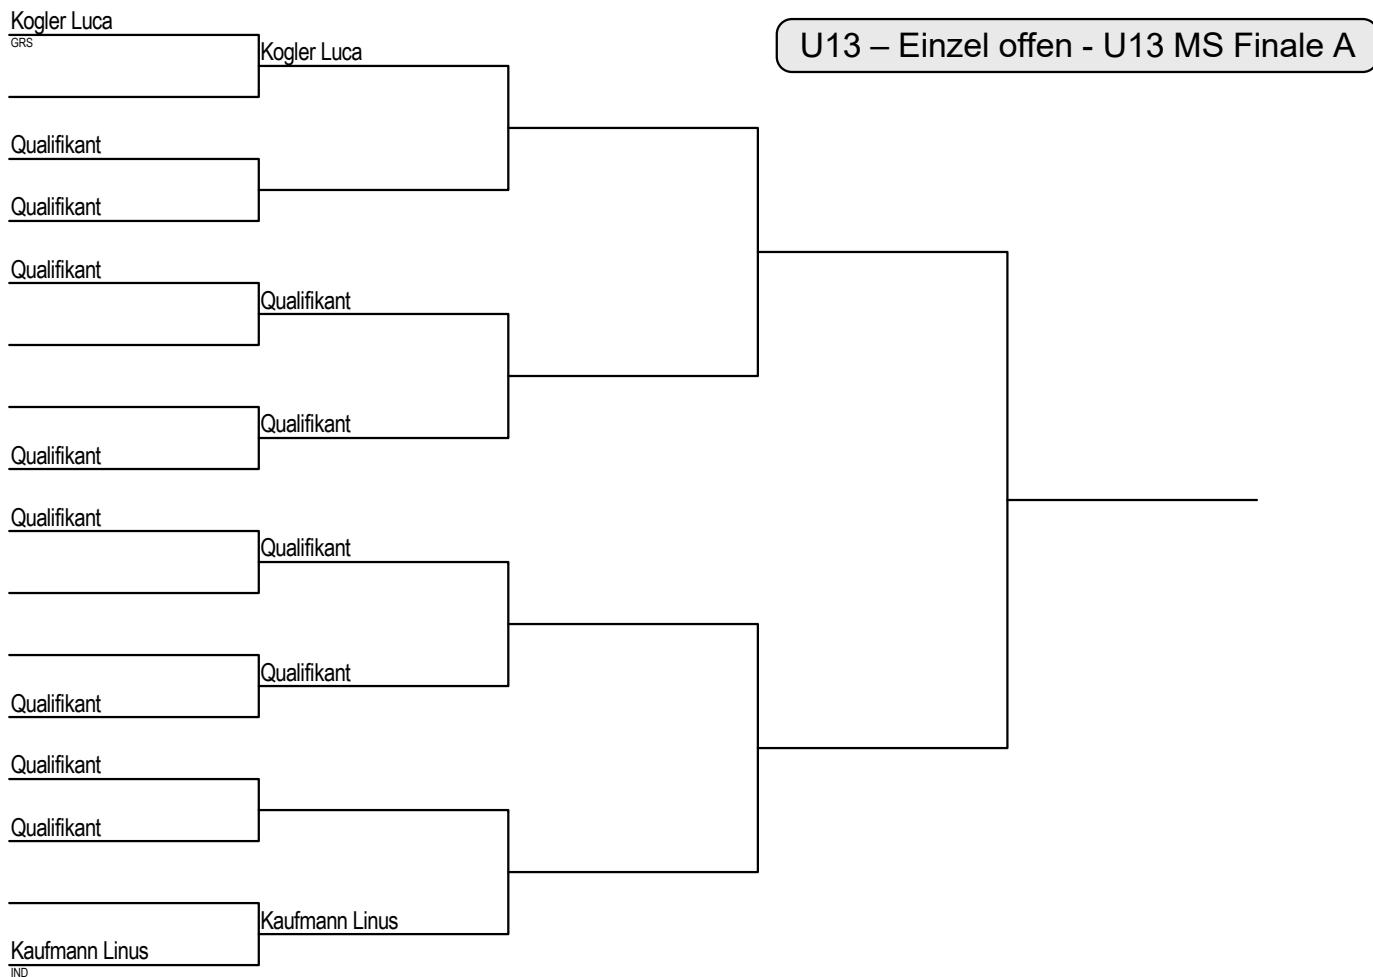 Kogler Luca
GRS
Kogler Luca
U13 – Einzel offen - U13 MS Finale A
Qualifikant
Qualifikant
Qualifikant
Qualifikant
Qualifikant
Qualifikant
Qualifikant
Qualifikant
Qualifikant
Qualifikant
Qualifikant
Qualifikant
Kaufmann Linus
Kaufmann Linus
IND